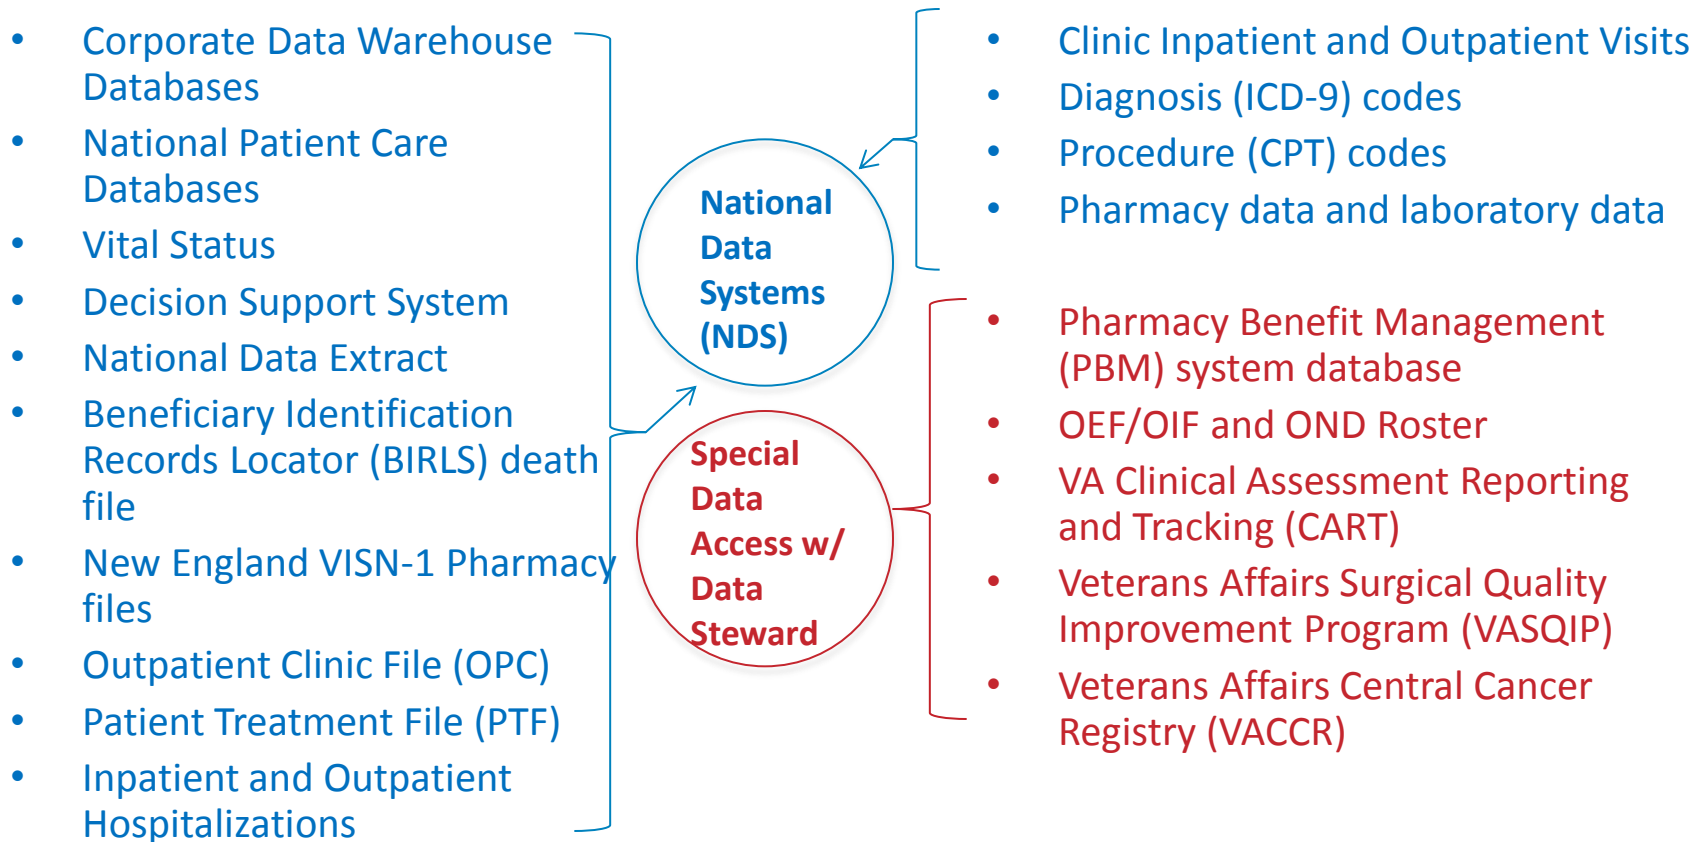 • Corporate Data Warehouse
Databases
• National Patient Care
Databases
• Vital Status
• Decision Support System
• National Data Extract
• Beneficiary Identification
Records Locator (BIRLS) death
file
• New England VISN-1 Pharmacy
files
• Outpatient Clinic File (OPC)
• Patient Treatment File (PTF)
• Inpatient and Outpatient
Hospitalizations
National
Data
Systems
(NDS)
Special
Data
Access w/
Data
Steward
• Clinic Inpatient and Outpatient Visits
• Diagnosis (ICD-9) codes
• Procedure (CPT) codes
• Pharmacy data and laboratory data
• Pharmacy Benefit Management
(PBM) system database
• OEF/OIF and OND Roster
• VA Clinical Assessment Reporting
and Tracking (CART)
• Veterans Affairs Surgical Quality
Improvement Program (VASQIP)
• Veterans Affairs Central Cancer
Registry (VACCR)